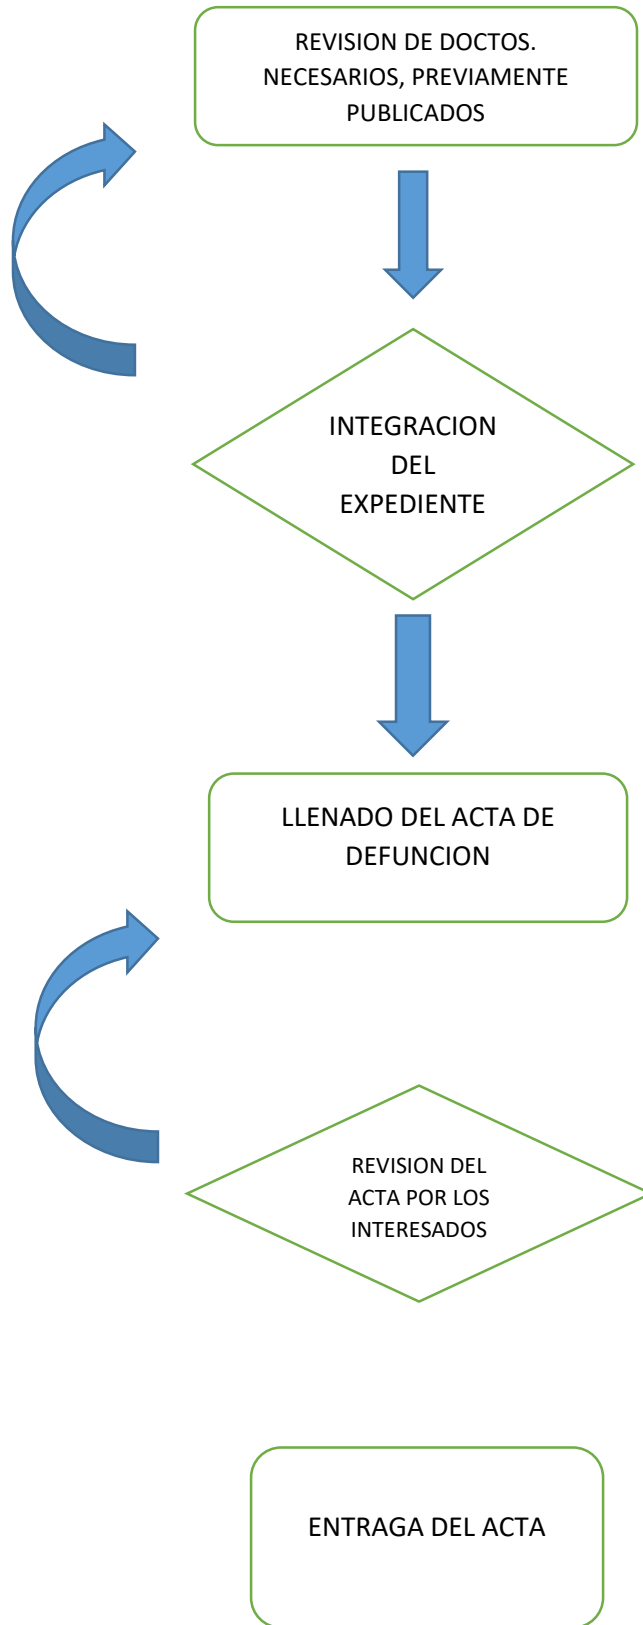 REVISION DE DOCTOS.
NECESARIOS, PREVIAMENTE
PUBLICADOS
INTEGRACION
DEL
EXPEDIENTE
LLENADO DEL ACTA DE
DEFUNCION
REVISION DEL
ACTA POR LOS
INTERESADOS
ENTRAGA DEL ACTA